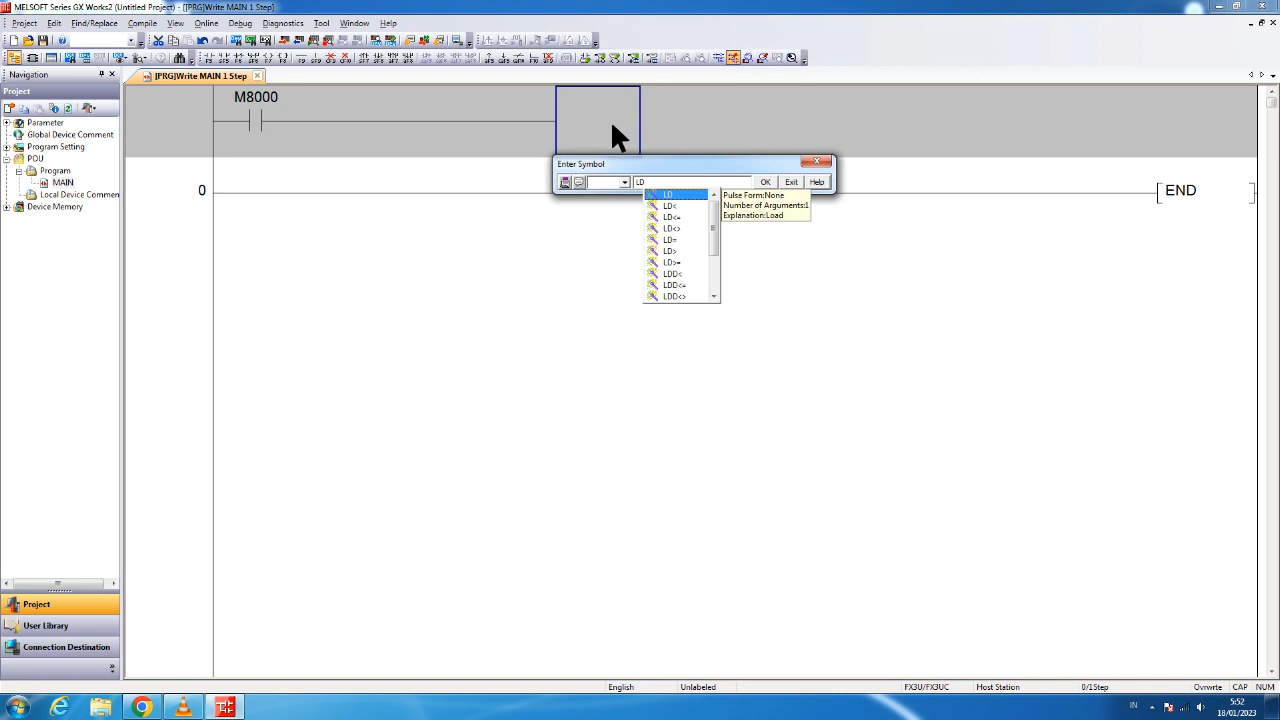 MELSOFT Series GX Works2 (Untitled Project) - [[PRG]Write MAIN 1 Step]
Project Edit Find/Replace Compile View Online Debug Diagnostics Tool Window Help
Navigation
[PRG]Write MAIN 1 Step
Project
Parameter
Global Device Comment
Program Setting
POU
Program
MAIN
Local Device Commen
Device Memory
M8000
Enter Symbol
LD
OK Exit Help
0
END
LD
LD<
LD<=
LD<>
LD=
LD>
LD>=
LDD<
LDD<=
LDD<>
Pulse Form:None
Number of Arguments:1
Explanation:Load
Project
User Library
Connection Destination
English Unlabeled FX3U/FX3UC Host Station 0/1Step Ovrwrte CAP NUM
IN 5:52
18/01/2023